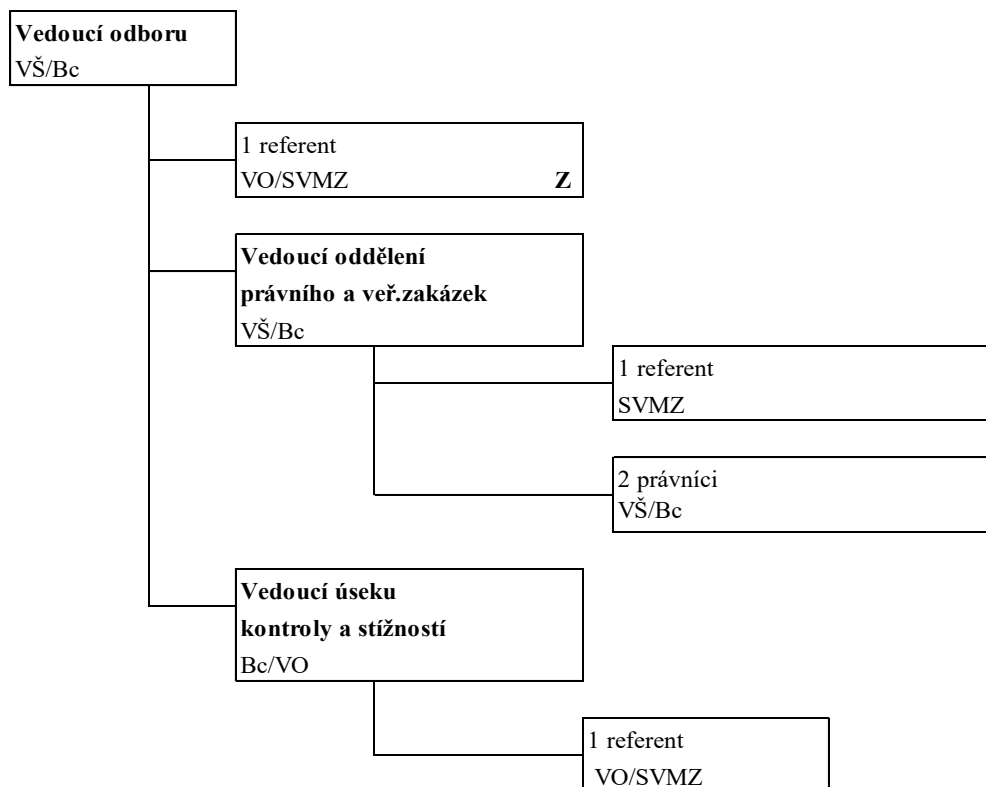 Vedoucí odboru
VŠ/Bc
1 referent
VO/SVMZ Z
Vedoucí oddělení
právního a veř.zakázek
VŠ/Bc
1 referent
SVMZ
2 právníci
VŠ/Bc
Vedoucí úseku
kontroly a stížností
Bc/VO
1 referent
VO/SVMZ